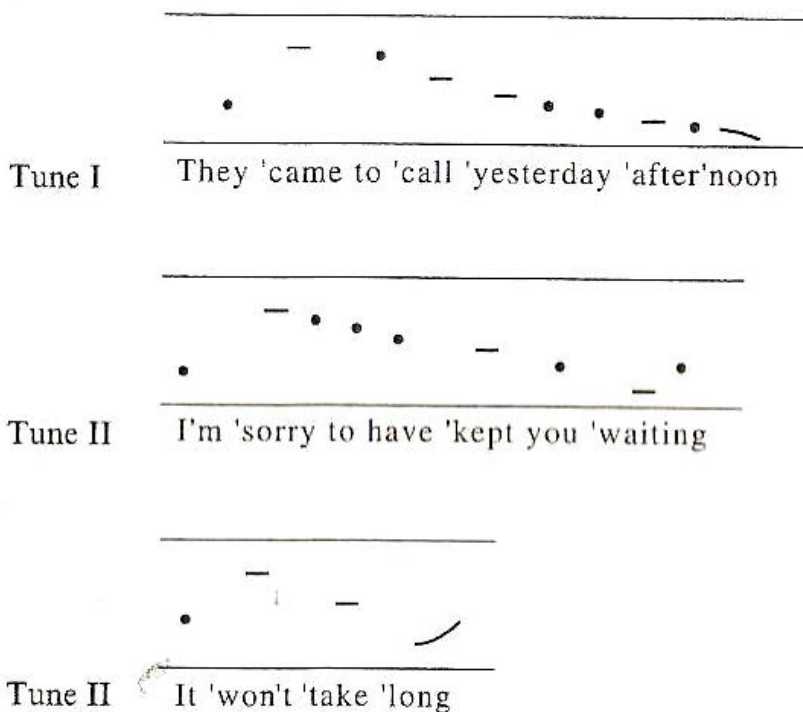 Tune I They 'came to 'call 'yesterday 'after'noon
Tune II I'm 'sorry to have 'kept you 'waiting
Tune II It 'won't 'take 'long